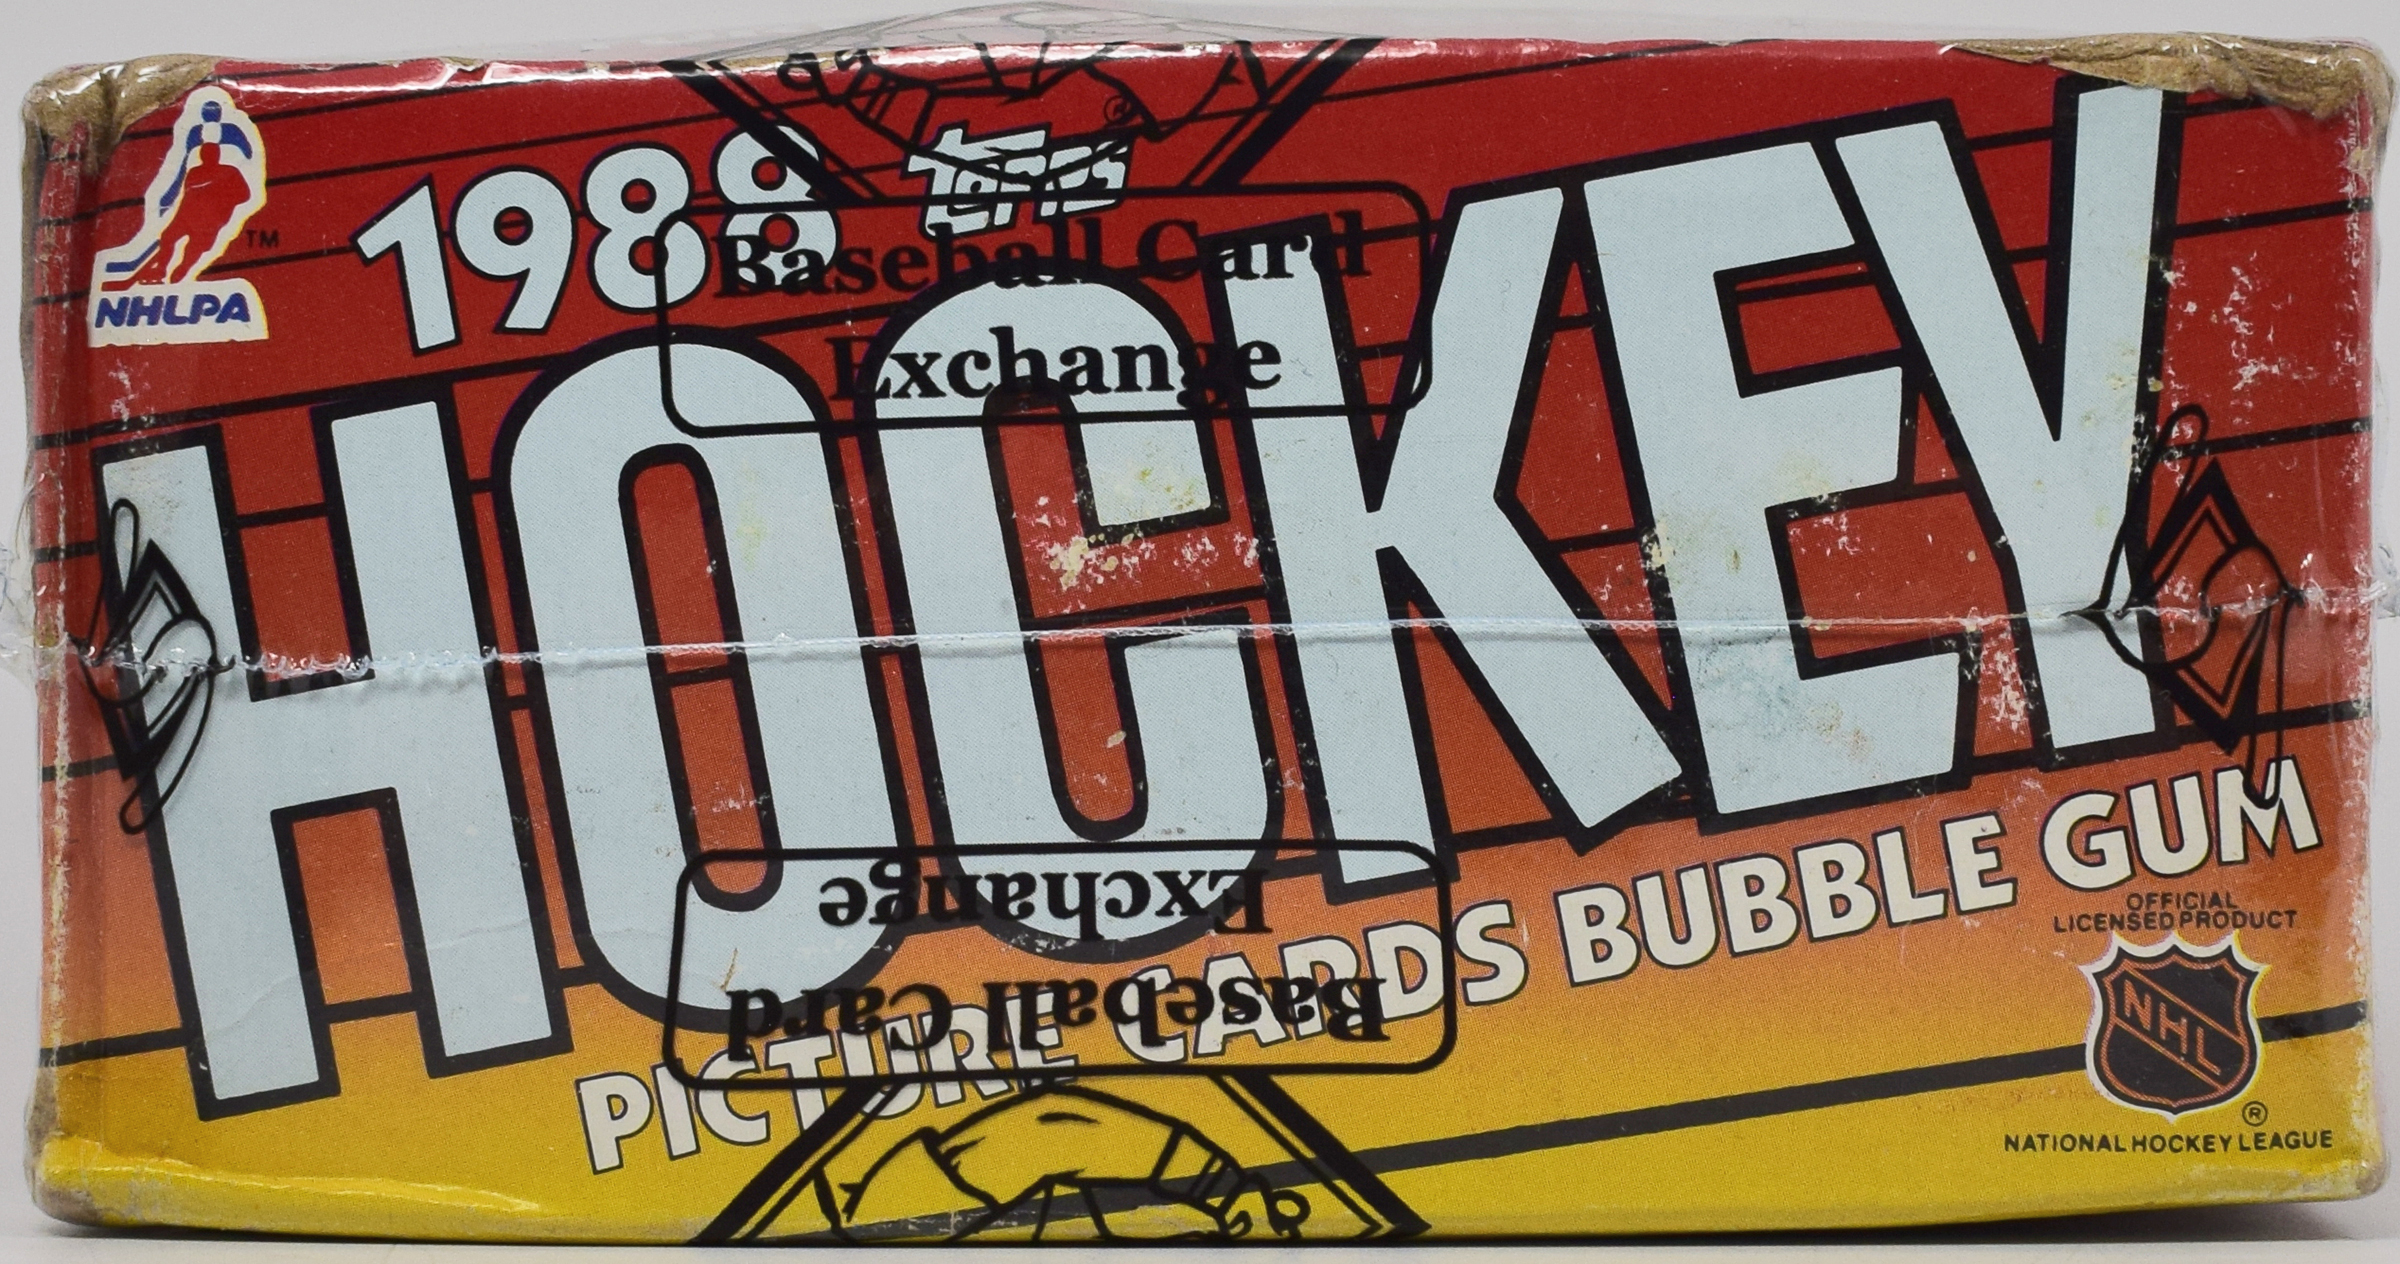 1988 TOPPS ®
Baseball Card
Exchange
NHLPA ™
HOCKEY
PICTURE CARDS BUBBLE GUM
Exchange
Baseball Card
OFFICIAL
LICENSED PRODUCT
NHL ®
NATIONAL HOCKEY LEAGUE